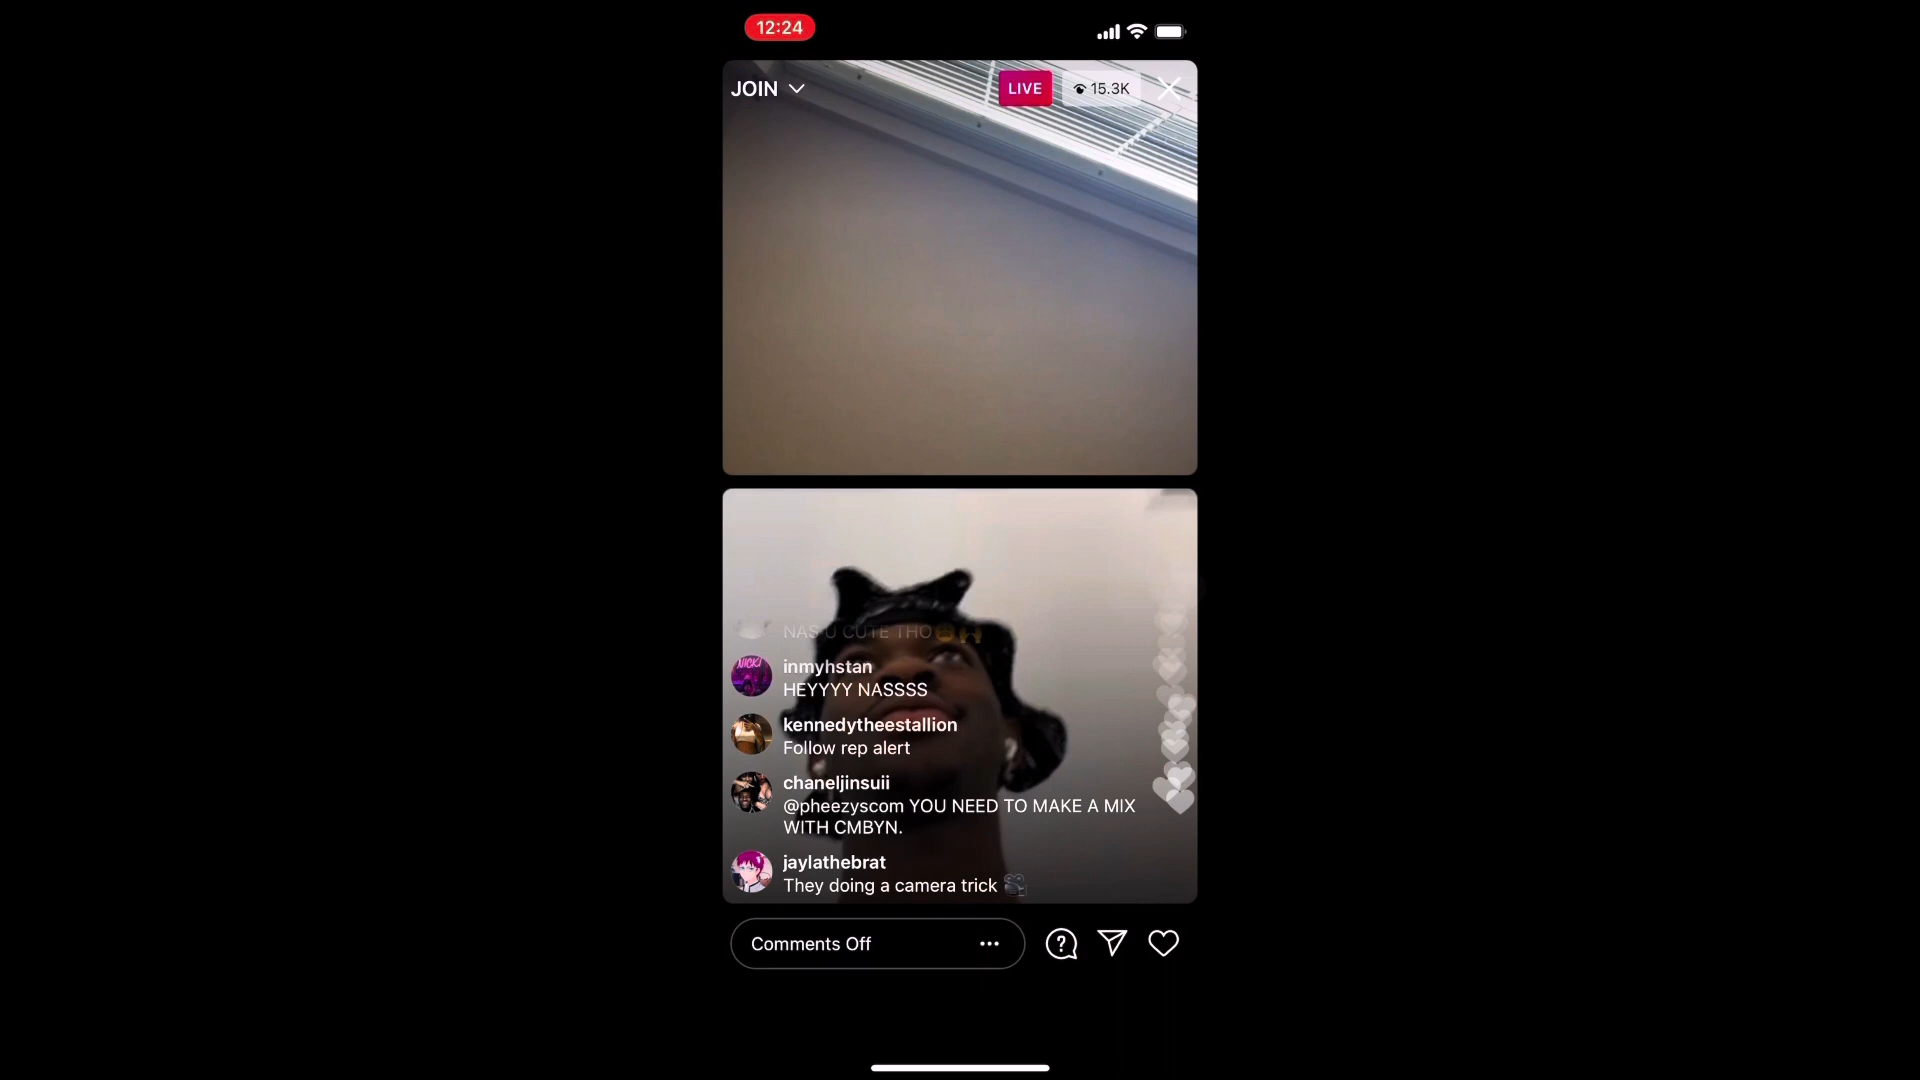 12:24
JOIN
LIVE
15.3K
NAS U CUTE THO
inmyhstan
HEYYYY NASSSS
kennedytheestallion
Follow rep alert
chaneljinsuii
@pheezyscom YOU NEED TO MAKE A MIX
WITH CMBYN.
jaylathebrat
They doing a camera trick 🎥
Comments Off
NICKI